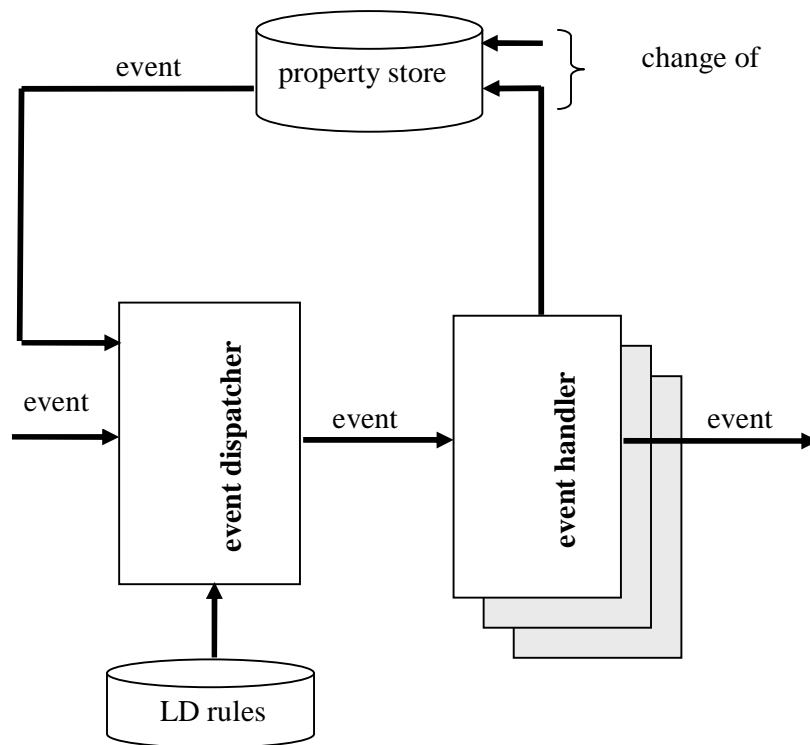 event
property store
change of
event
event dispatcher
event
event handler
event
LD rules